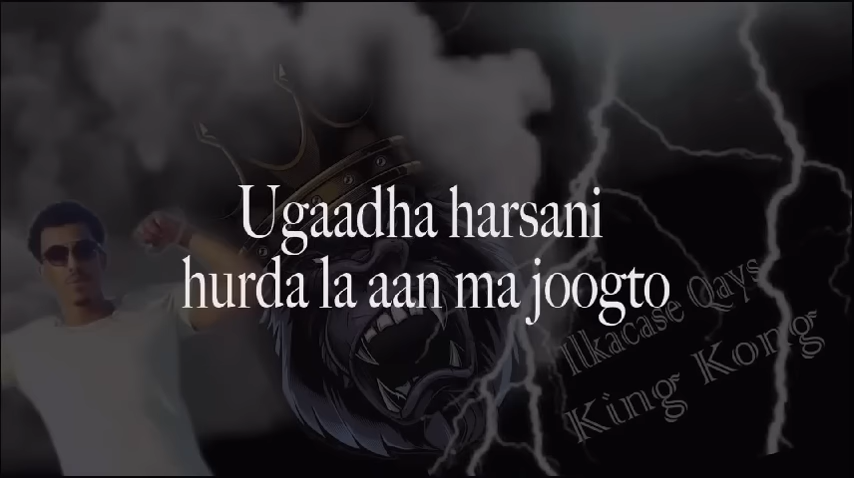 Ugaadha harsani
hurda la aan ma joogto
Ilkacase Qays
King Kong